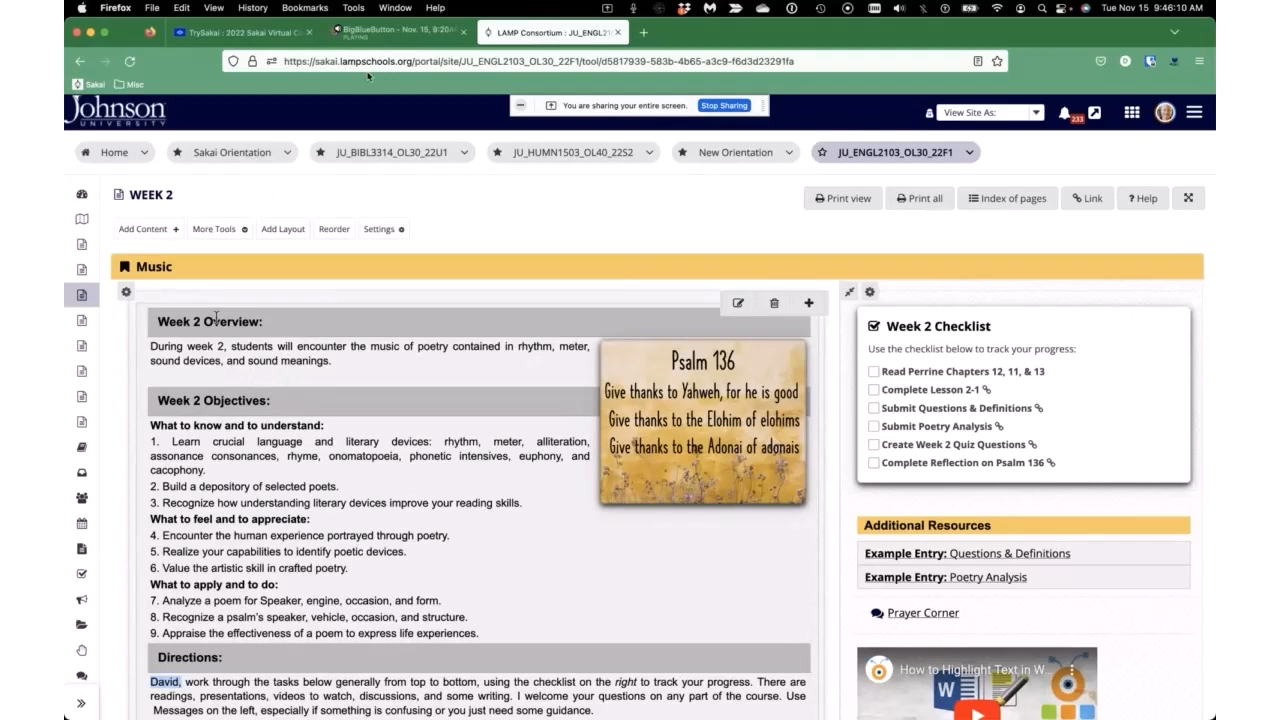 Firefox File Edit View History Bookmarks Tools Window Help Tue Nov 15 9:46:10 AM
TrySakai : 2022 Sakai Virtual Co
BigBlueButton - Nov. 15, 8:20A
PLAYING
LAMP Consortium : JU_ENGL21
https://sakai.lampschools.org/portal/site/JU_ENGL2103_OL30_22F1/tool/d5817939-583b-4b65-a3c9-f6d3d23291fa
Sakai Misc
Johnson
UNIVERSITY
You are sharing your entire screen. Stop Sharing
View Site As:
233
Home Sakai Orientation JU_BIBL3314_OL30_22U1 JU_HUMN1503_OL40_22S2 New Orientation JU_ENGL2103_OL30_22F1
WEEK 2
Print view Print all Index of pages Link ? Help
Add Content + More Tools Add Layout Reorder Settings
Music
Week 2 Overview:
During week 2, students will encounter the music of poetry contained in rhythm, meter,
sound devices, and sound meanings.
Psalm 136
Give thanks to Yahweh, for he is good
Give thanks to the Elohim of elohims
Give thanks to the Adonai of adonais
Week 2 Objectives:
What to know and to understand:
1. Learn crucial language and literary devices: rhythm, meter, alliteration,
assonance consonances, rhyme, onomatopoeia, phonetic intensives, euphony, and
cacophony.
2. Build a depository of selected poets.
3. Recognize how understanding literary devices improve your reading skills.
What to feel and to appreciate:
4. Encounter the human experience portrayed through poetry.
5. Realize your capabilities to identify poetic devices.
6. Value the artistic skill in crafted poetry.
What to apply and to do:
7. Analyze a poem for Speaker, engine, occasion, and form.
8. Recognize a psalm's speaker, vehicle, occasion, and structure.
9. Appraise the effectiveness of a poem to express life experiences.
Directions:
David, work through the tasks below generally from top to bottom, using the checklist on the right to track your progress. There are
readings, presentations, videos to watch, discussions, and some writing. I welcome your questions on any part of the course. Use
Messages on the left, especially if something is confusing or you just need some guidance.
Week 2 Checklist
Use the checklist below to track your progress:
Read Perrine Chapters 12, 11, & 13
Complete Lesson 2-1
Submit Questions & Definitions
Submit Poetry Analysis
Create Week 2 Quiz Questions
Complete Reflection on Psalm 136
Additional Resources
Example Entry: Questions & Definitions
Example Entry: Poetry Analysis
Prayer Corner
How to Highlight Text in W...
W